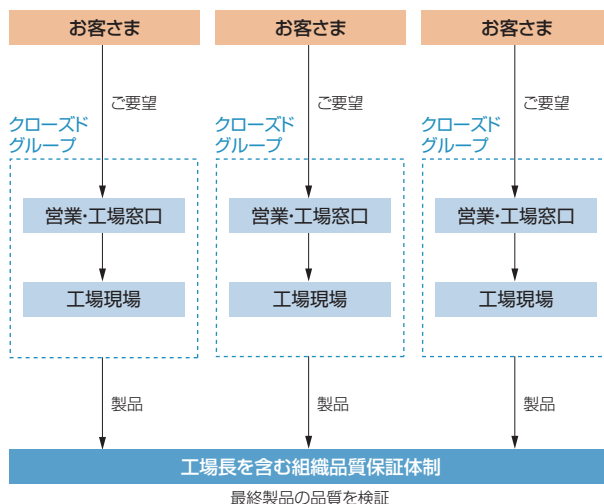 お客さま
お客さま
お客さま
ご要望
ご要望
ご要望
クローズド
グループ
クローズド
グループ
クローズド
グループ
営業･工場窓口
営業･工場窓口
営業･工場窓口
工場現場
工場現場
工場現場
製品
製品
製品
工場長を含む組織品質保証体制
最終製品の品質を検証